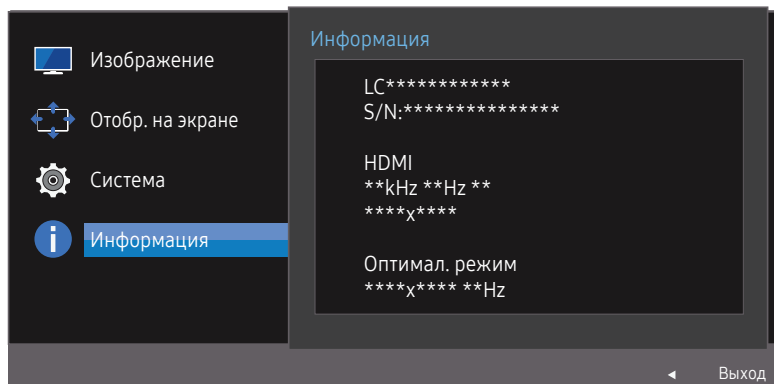 Изображение
Отобр. на экране
Система
Информация
Информация
LC************
S/N:***************
HDMI
**kHz **Hz **
****x****
Оптимал. режим
****x**** **Hz
Выход